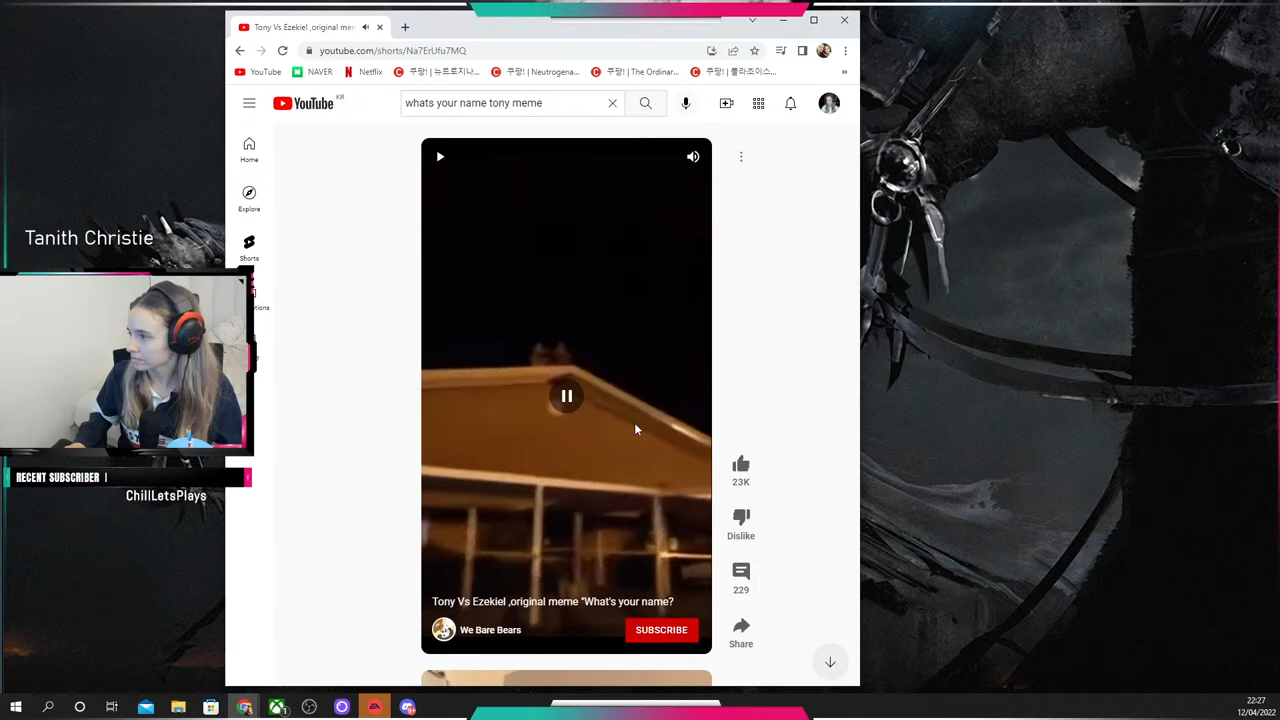 Tony Vs Ezekiel ,original mem
youtube.com/shorts/Na7ErUfu7MQ
YouTube
NAVER
Netflix
쿠팡! | 뉴트로지나...
쿠팡! | Neutrogena...
쿠팡! | The Ordinar...
쿠팡! | 폴라초이스...
YouTube KR
whats your name tony meme
Home
Explore
Shorts
Tanith Christie
RECENT SUBSCRIBER |
ChillLetsPlays
23K
Dislike
229
Share
Tony Vs Ezekiel ,original meme "What's your name?
We Bare Bears
SUBSCRIBE
22:27
12/04/2022